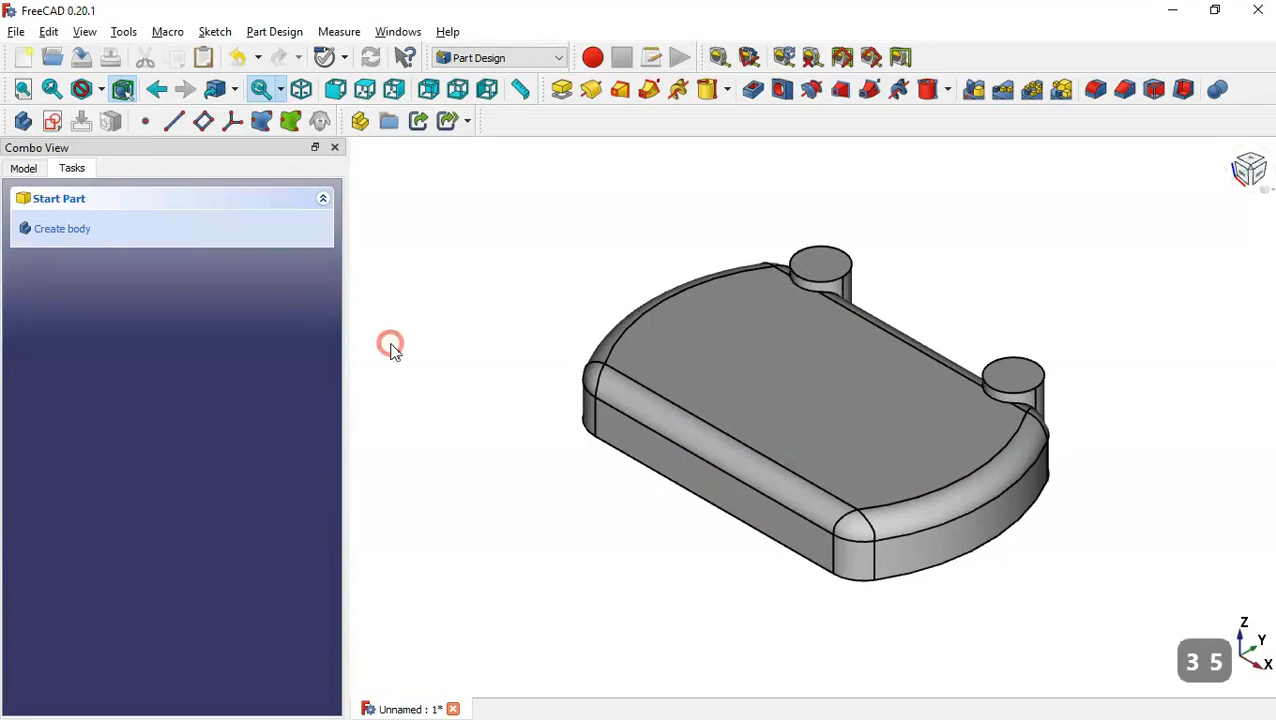 FreeCAD 0.20.1
File Edit View Tools Macro Sketch Part Design Measure Windows Help
Part Design
Combo View
Model Tasks
Start Part
Create body
Z
Y
X
3 5
Unnamed : 1*